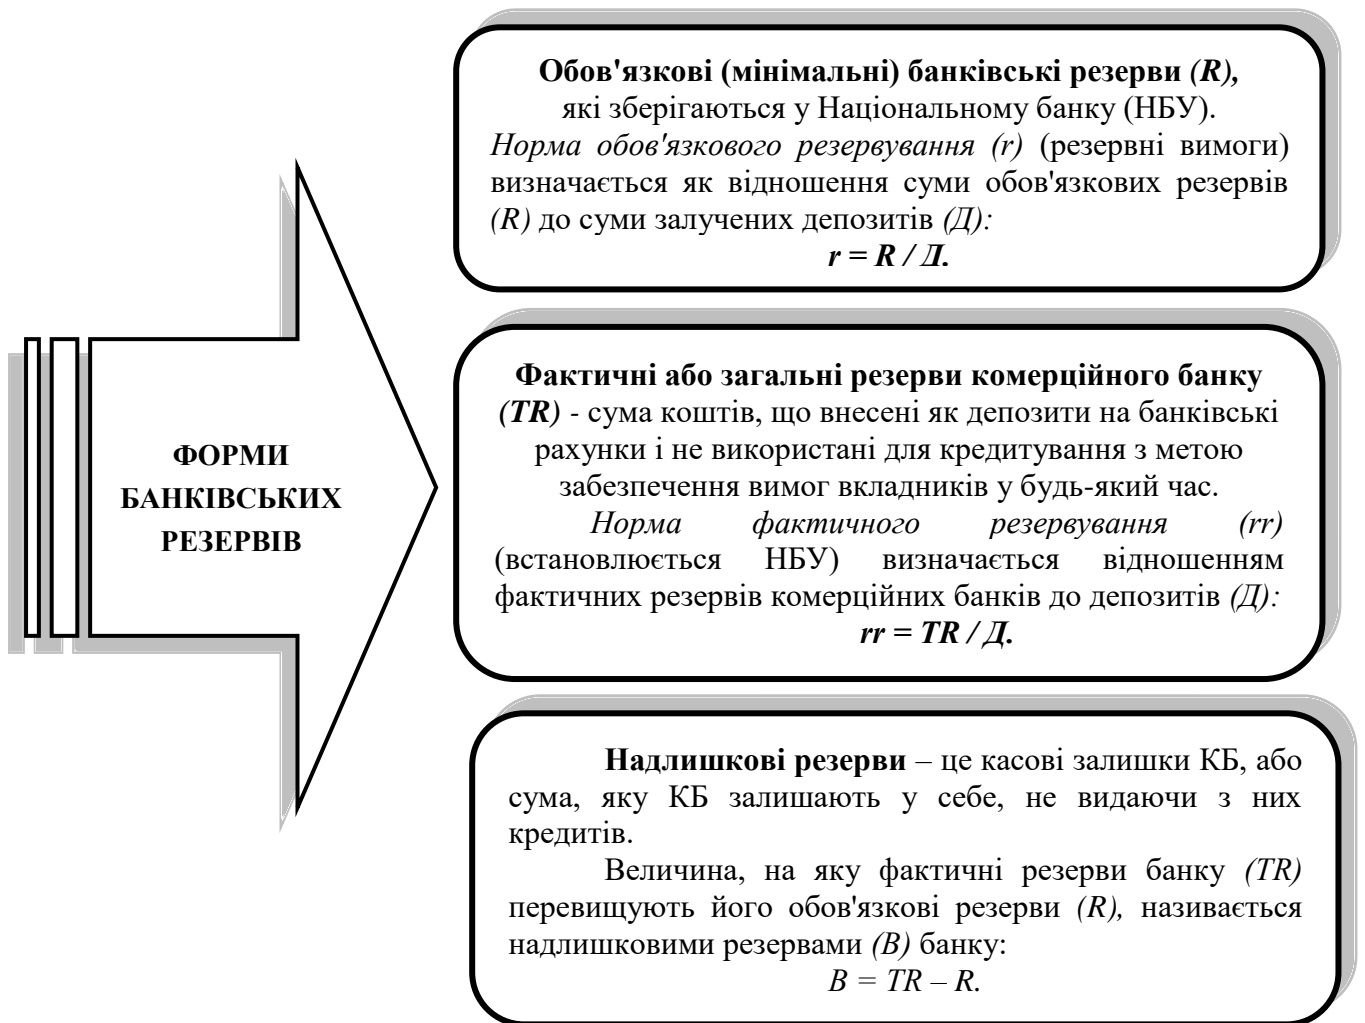 ФОРМИ
БАНКІВСЬКИХ
РЕЗЕРВІВ
Обов'язкові (мінімальні) банківські резерви (R),
які зберігаються у Національному банку (НБУ).
Норма обов'язкового резервування (r) (резервні вимоги)
визначається як відношення суми обов'язкових резервів
(R) до суми залучених депозитів (Д):
r = R / Д.
Фактичні або загальні резерви комерційного банку
(TR) - сума коштів, що внесені як депозити на банківські
рахунки і не використані для кредитування з метою
забезпечення вимог вкладників у будь-який час.
Норма фактичного резервування (rr)
(встановлюється НБУ) визначається відношенням
фактичних резервів комерційних банків до депозитів (Д):
rr = TR / Д.
Надлишкові резерви – це касові залишки КБ, або
сума, яку КБ залишають у себе, не видаючи з них
кредитів.
Величина, на яку фактичні резерви банку (TR)
перевищують його обов'язкові резерви (R), називається
надлишковими резервами (В) банку:
В = TR – R.